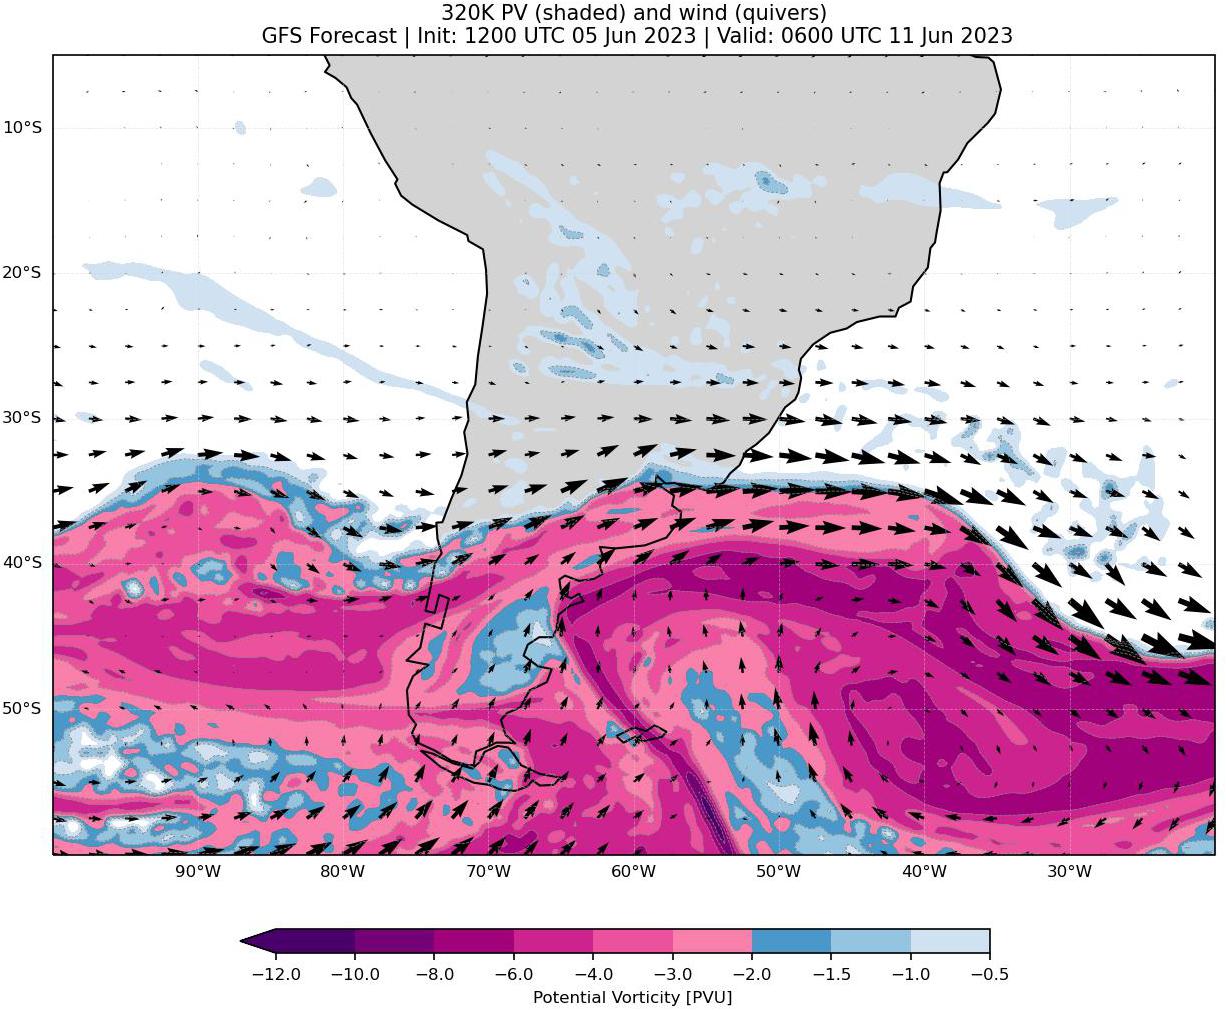 320K PV (shaded) and wind (quivers)
GFS Forecast | Init: 1200 UTC 05 Jun 2023 | Valid: 0600 UTC 11 Jun 2023
10°S
20°S
30°S
40°S
50°S
90°W 80°W 70°W 60°W 50°W 40°W 30°W
−12.0 −10.0 −8.0 −6.0 −4.0 −3.0 −2.0 −1.5 −1.0 −0.5
Potential Vorticity [PVU]